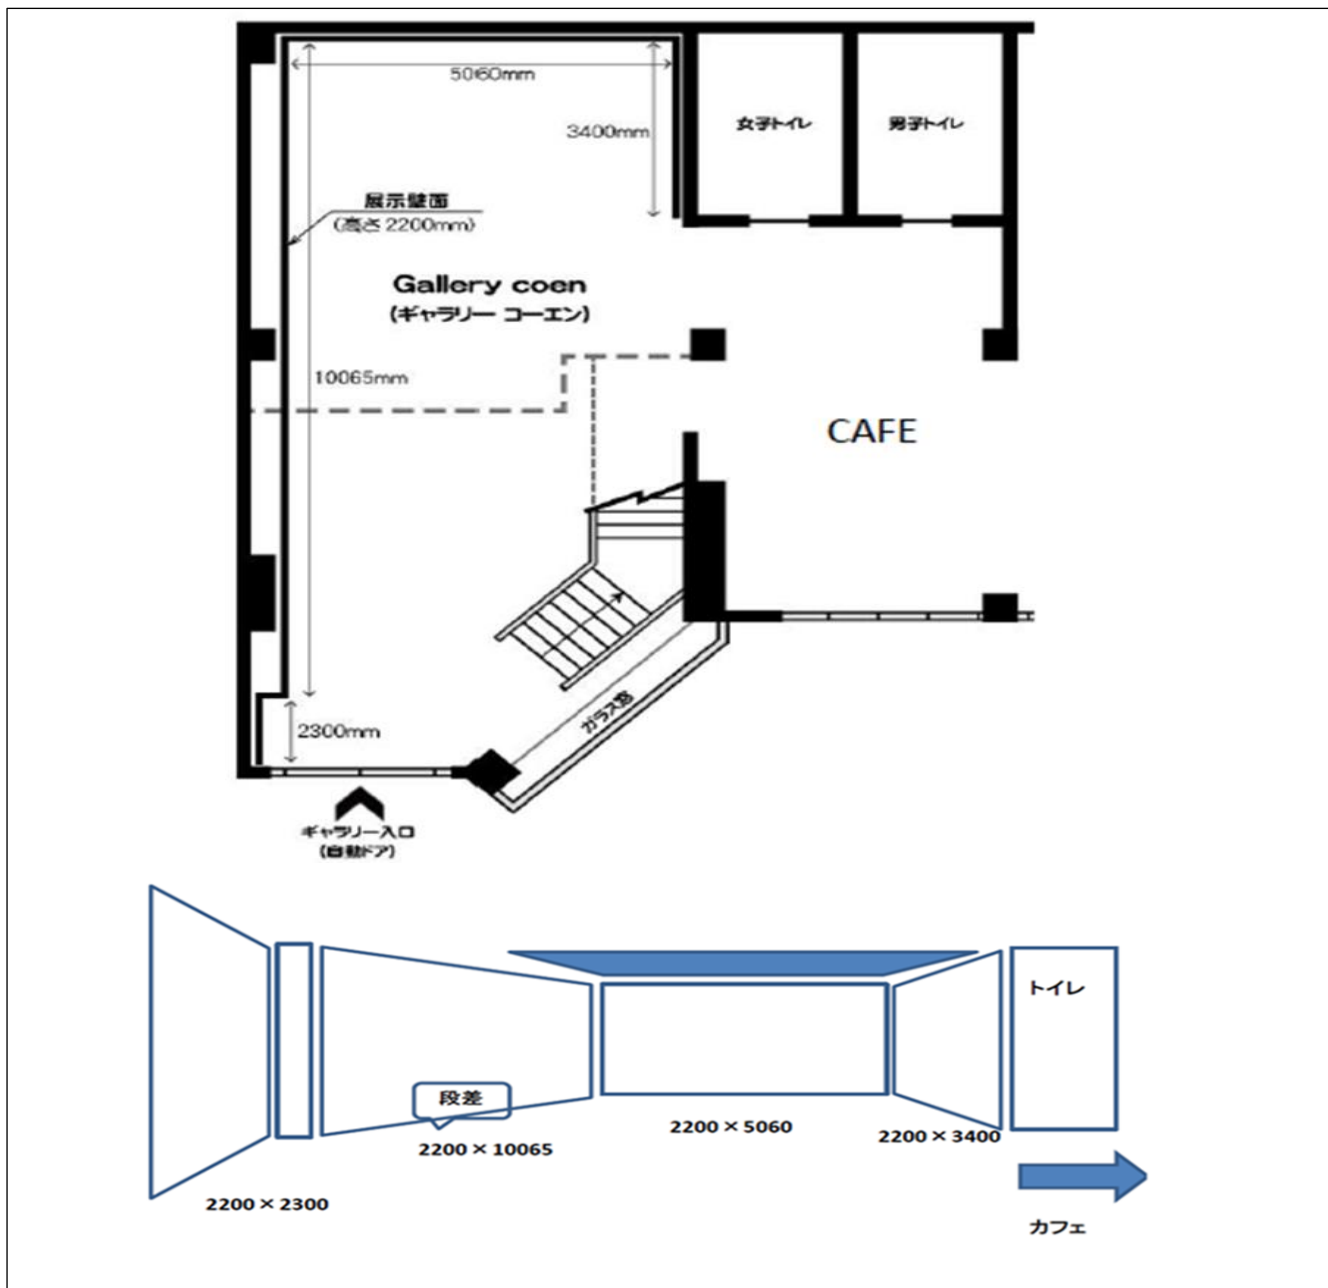 5060mm
3400mm
女子トイレ
男子トイレ
展示壁面
(高さ 2200mm)
Gallery coen
(ギャラリー コーエン)
10065mm
CAFE
ガラス窓
2300mm
ギャラリー入口
(自動ドア)
トイレ
段差
2200×5060
2200×3400
2200×10065
2200×2300
カフェ